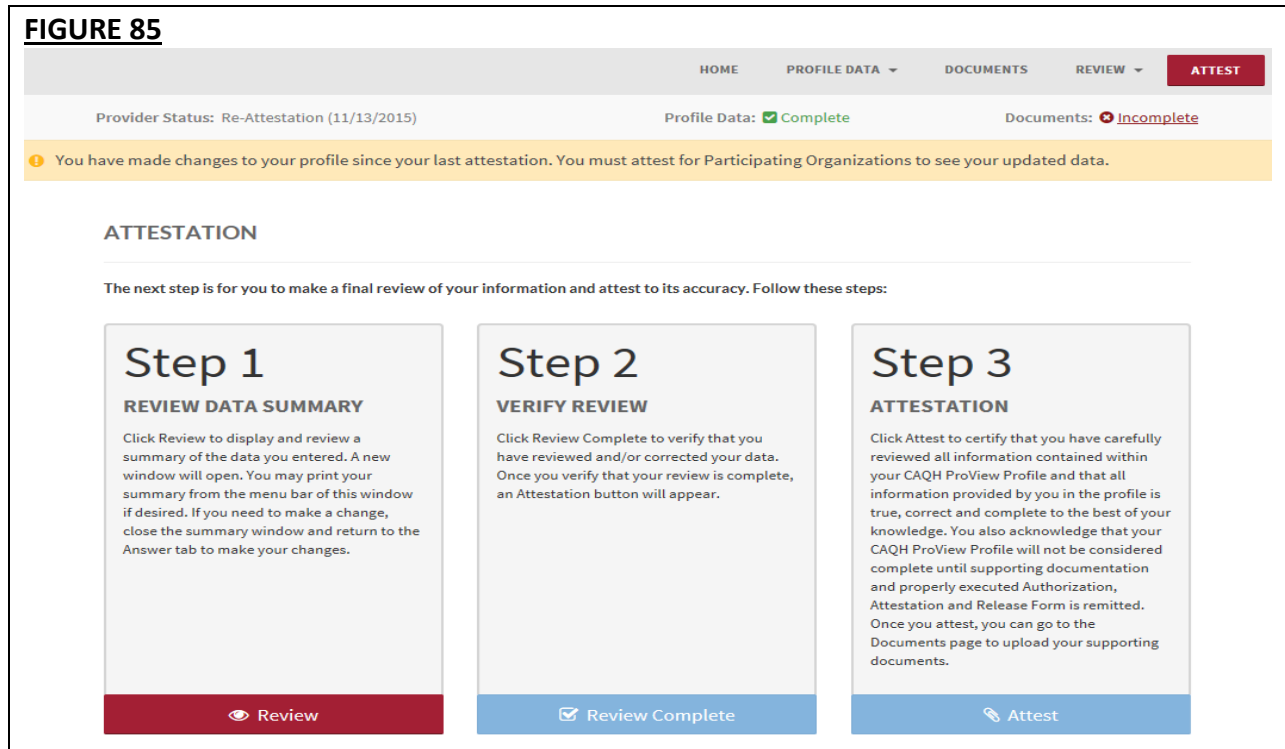 FIGURE 85
HOME PROFILE DATA DOCUMENTS REVIEW ATTEST
Provider Status: Re-Attestation (11/13/2015) Profile Data: Complete Documents: Incomplete
You have made changes to your profile since your last attestation. You must attest for Participating Organizations to see your updated data.
ATTESTATION
The next step is for you to make a final review of your information and attest to its accuracy. Follow these steps:
Step 1
REVIEW DATA SUMMARY
Click Review to display and review a
summary of the data you entered. A new
window will open. You may print your
summary from the menu bar of this window
if desired. If you need to make a change,
close the summary window and return to the
Answer tab to make your changes.
Review
Step 2
VERIFY REVIEW
Click Review Complete to verify that you
have reviewed and/or corrected your data.
Once you verify that your review is complete,
an Attestation button will appear.
Review Complete
Step 3
ATTESTATION
Click Attest to certify that you have carefully
reviewed all information contained within
your CAQH ProView Profile and that all
information provided by you in the profile is
true, correct and complete to the best of your
knowledge. You also acknowledge that your
CAQH ProView Profile will not be considered
complete until supporting documentation
and properly executed Authorization,
Attestation and Release Form is remitted.
Once you attest, you can go to the
Documents page to upload your supporting
documents.
Attest